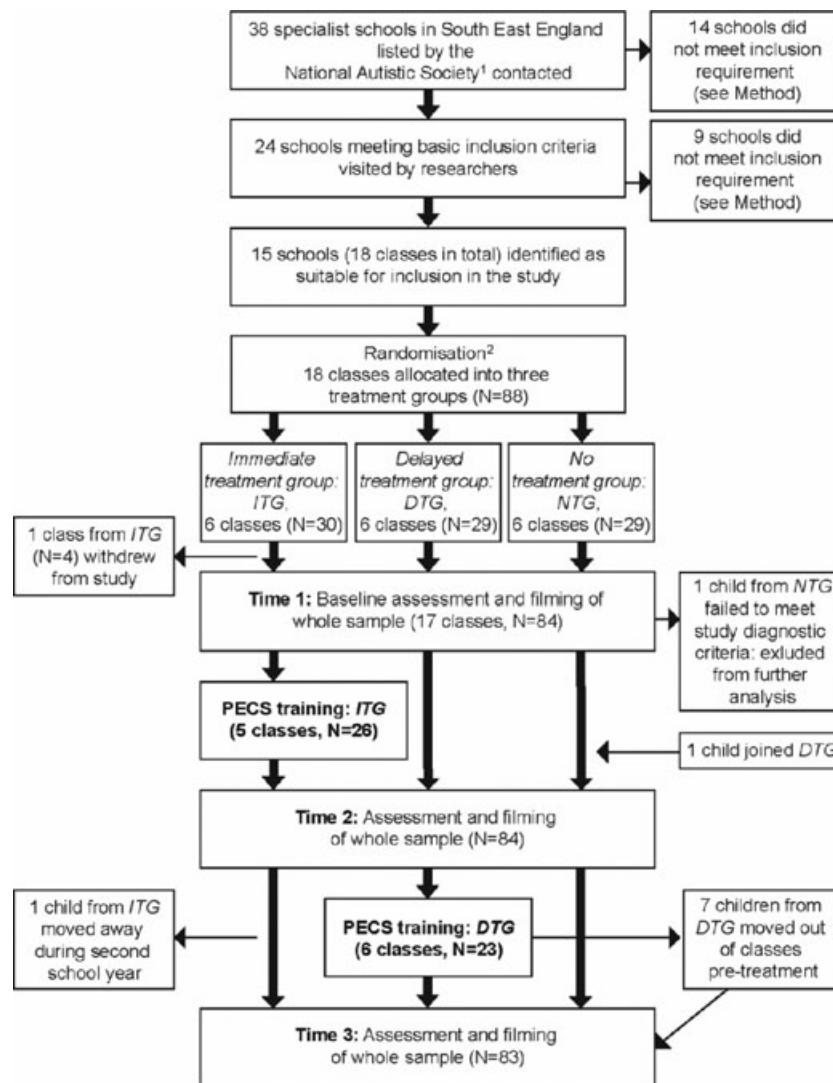 38 specialist schools in South East England
listed by the
National Autistic Society¹ contacted
14 schools did
not meet inclusion
requirement
(see Method)
24 schools meeting basic inclusion criteria
visited by researchers
9 schools did
not meet inclusion
requirement
(see Method)
15 schools (18 classes in total) identified as
suitable for inclusion in the study
Randomisation²
18 classes allocated into three
treatment groups (N=88)
Immediate
treatment group:
ITG,
6 classes (N=30)
Delayed
treatment group:
DTG,
6 classes (N=29)
No
treatment group:
NTG,
6 classes (N=29)
1 class from ITG
(N=4) withdrew
from study
Time 1: Baseline assessment and filming of
whole sample (17 classes, N=84)
1 child from NTG
failed to meet
study diagnostic
criteria: exluded
from further
analysis
PECS training: ITG
(5 classes, N=26)
1 child joined DTG
Time 2: Assessment and filming
of whole sample (N=84)
1 child from ITG
moved away
during second
school year
PECS training: DTG
(6 classes, N=23)
7 children from
DTG moved out
of classes
pre-treatment
Time 3: Assessment and filming
of whole sample (N=83)